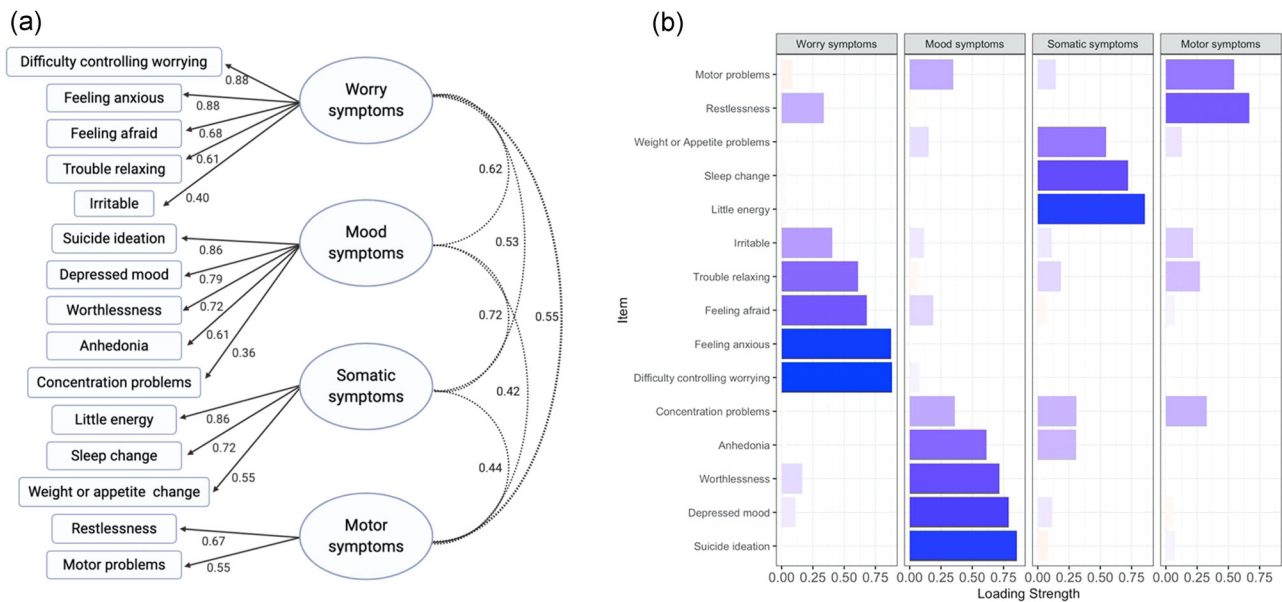 (a)
Difficulty controlling worrying
Feeling anxious
Feeling afraid
Trouble relaxing
Irritable
Suicide ideation
Depressed mood
Worthlessness
Anhedonia
Concentration problems
Little energy
Sleep change
Weight or appetite change
Restlessness
Motor problems
0.88
0.88
0.68
0.61
0.40
0.86
0.79
0.72
0.61
0.36
0.86
0.72
0.55
0.67
0.55
Worry
symptoms
Mood
symptoms
Somatic
symptoms
Motor
symptoms
0.62
0.53
0.72
0.55
0.42
0.44
(b)
Worry symptoms
Mood symptoms
Somatic symptoms
Motor symptoms
Item
Motor problems
Restlessness
Weight or Appetite problems
Sleep change
Little energy
Irritable
Trouble relaxing
Feeling afraid
Feeling anxious
Difficulty controlling worrying
Concentration problems
Anhedonia
Worthlessness
Depressed mood
Suicide ideation
0.00 0.25 0.50 0.75
0.00 0.25 0.50 0.75
0.00 0.25 0.50 0.75
0.00 0.25 0.50 0.75
Loading Strength